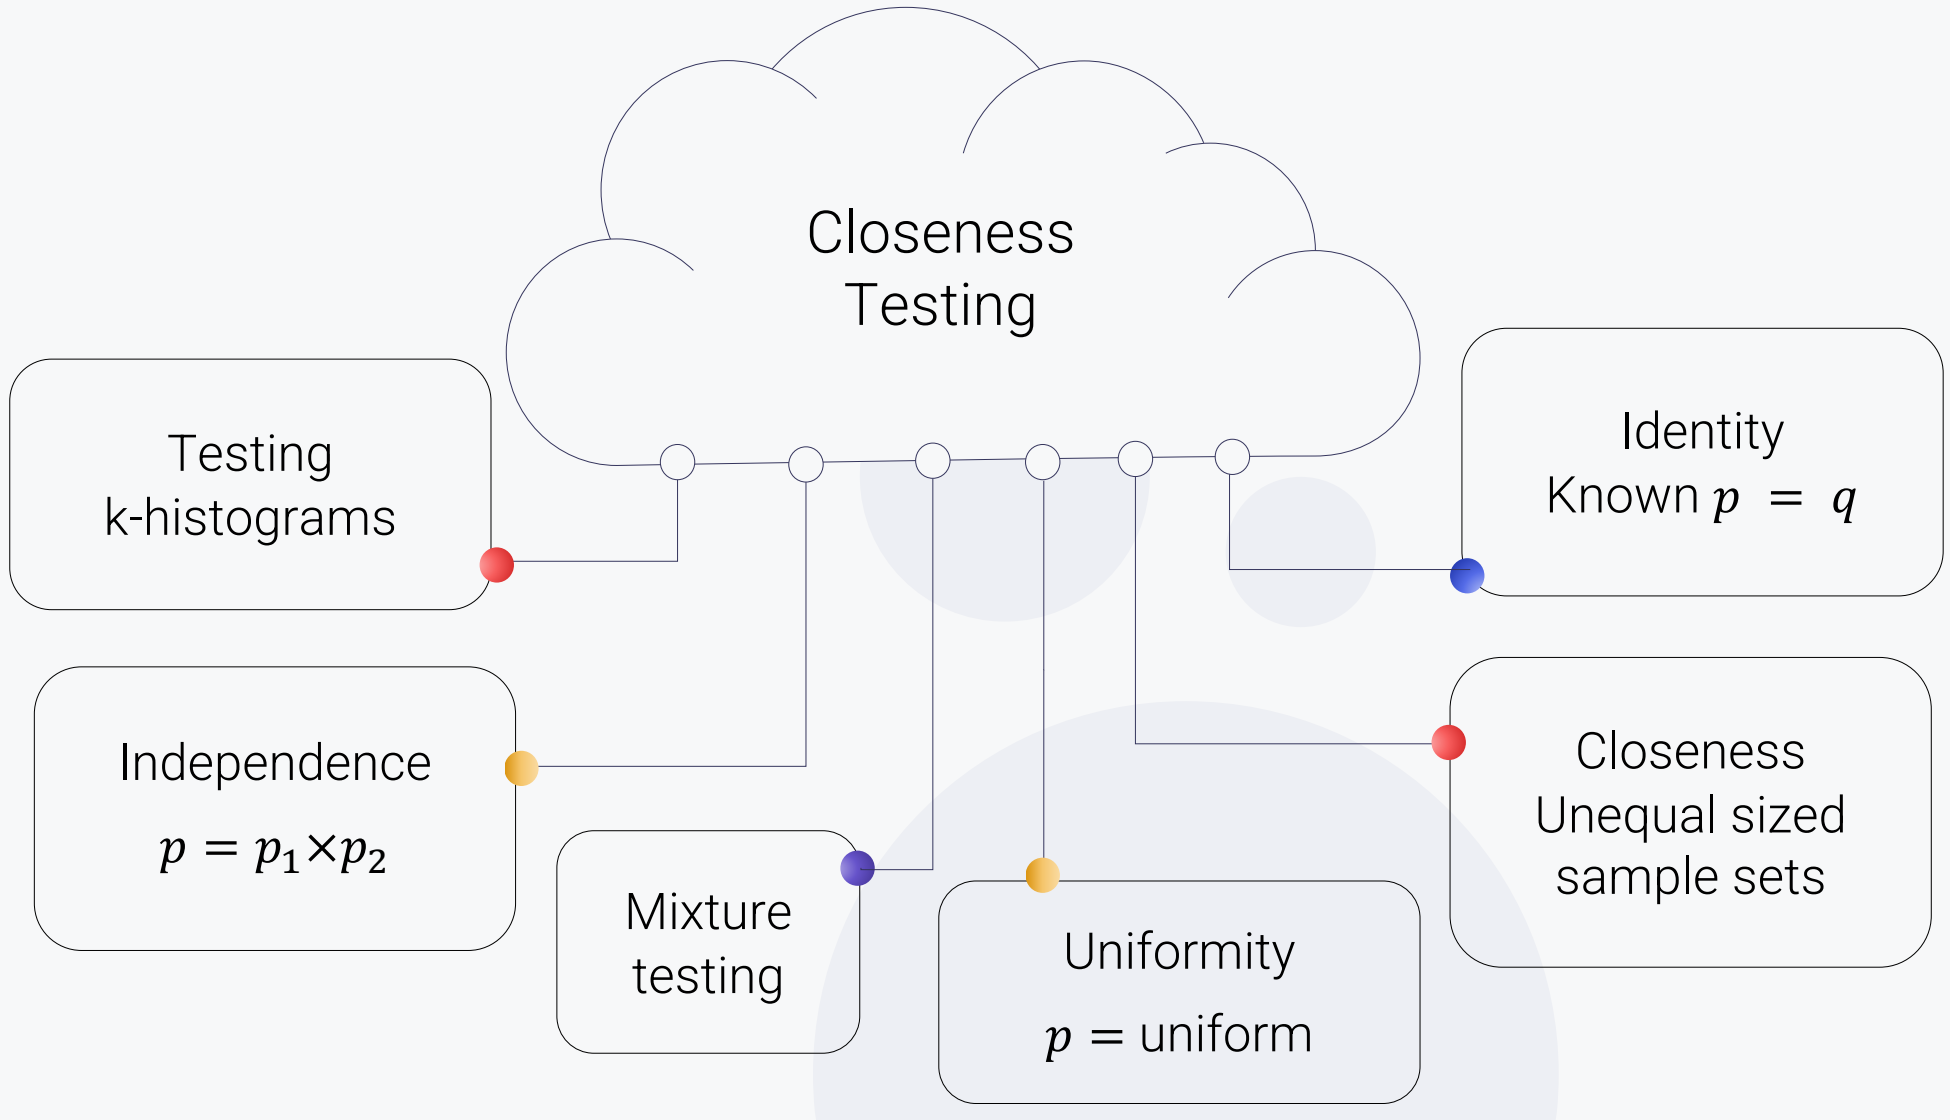 Closeness
Testing
Testing
k-histograms
Identity
Known p = q
Independence
p = p₁×p₂
Mixture
testing
Uniformity
p = uniform
Closeness
Unequal sized
sample sets